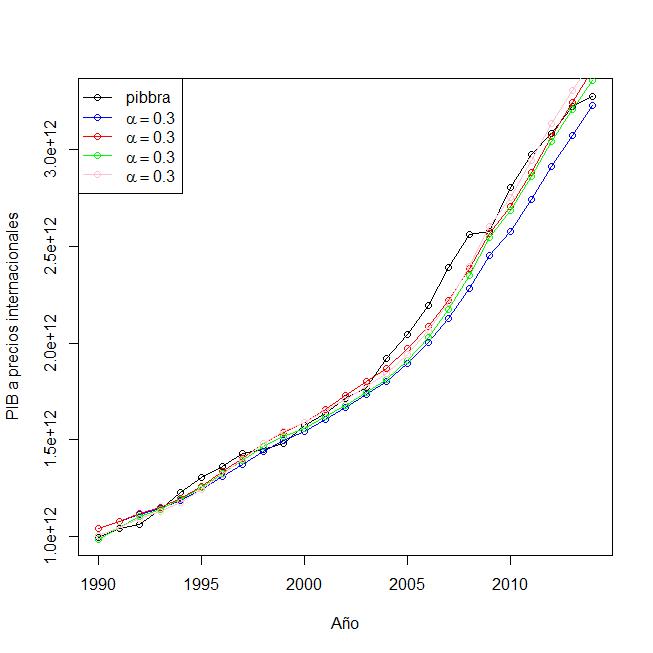 pibbra
α = 0.3
α = 0.3
α = 0.3
α = 0.3
PIB a precios internacionales
1.0e+12
1.5e+12
2.0e+12
2.5e+12
3.0e+12
1990
1995
2000
2005
2010
Año